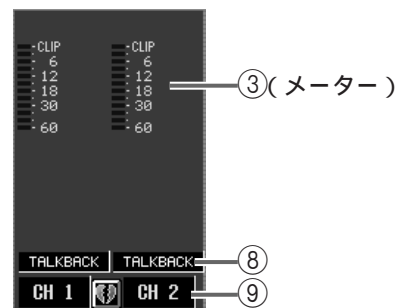 -CLIP -CLIP
- 6 - 6
- 12 - 12
- 18 - 18
- 30 - 30
- 60 - 60
③(メーター)
TALKBACK TALKBACK ⑧
CH 1 CH 2 ⑨